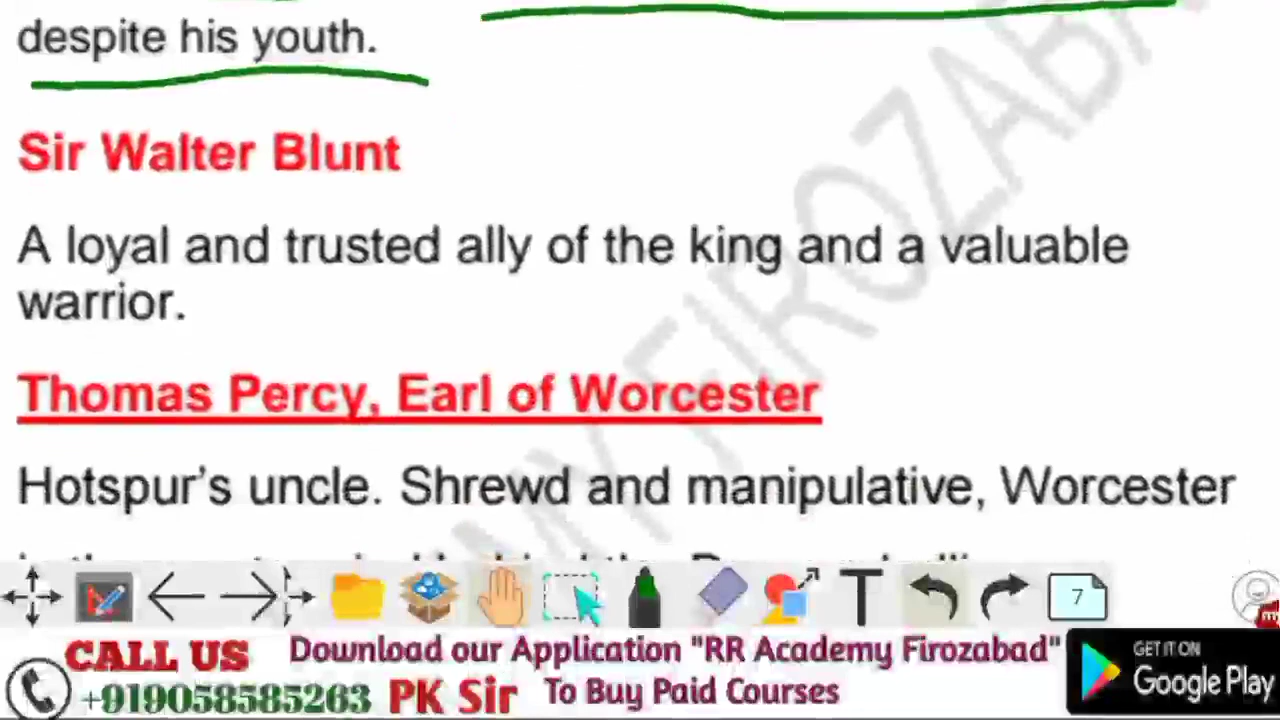 despite his youth.
Sir Walter Blunt
A loyal and trusted ally of the king and a valuable
warrior.
Thomas Percy, Earl of Worcester
Hotspur's uncle. Shrewd and manipulative, Worcester
MY FIROZABA
7
CALL US
+919058585263 PK Sir
Download our Application "RR Academy Firozabad"
To Buy Paid Courses
GET IT ON
Google Play